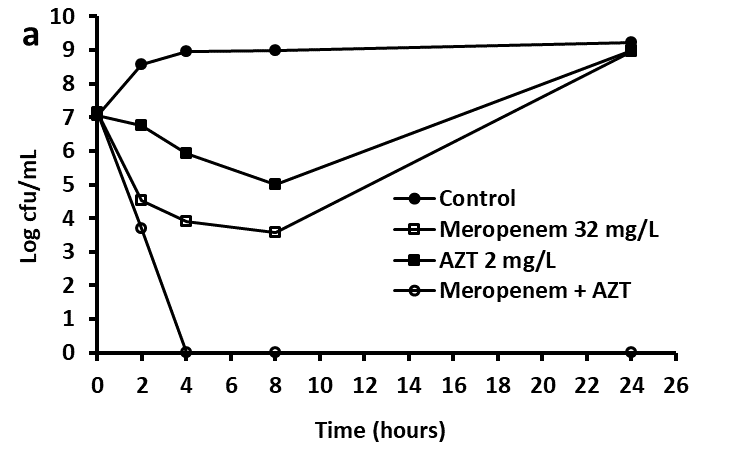 a
10
9
8
7
6
5
4
3
2
1
0
Log cfu/mL
Control
Meropenem 32 mg/L
AZT 2 mg/L
Meropenem + AZT
0 2 4 6 8 10 12 14 16 18 20 22 24 26
Time (hours)